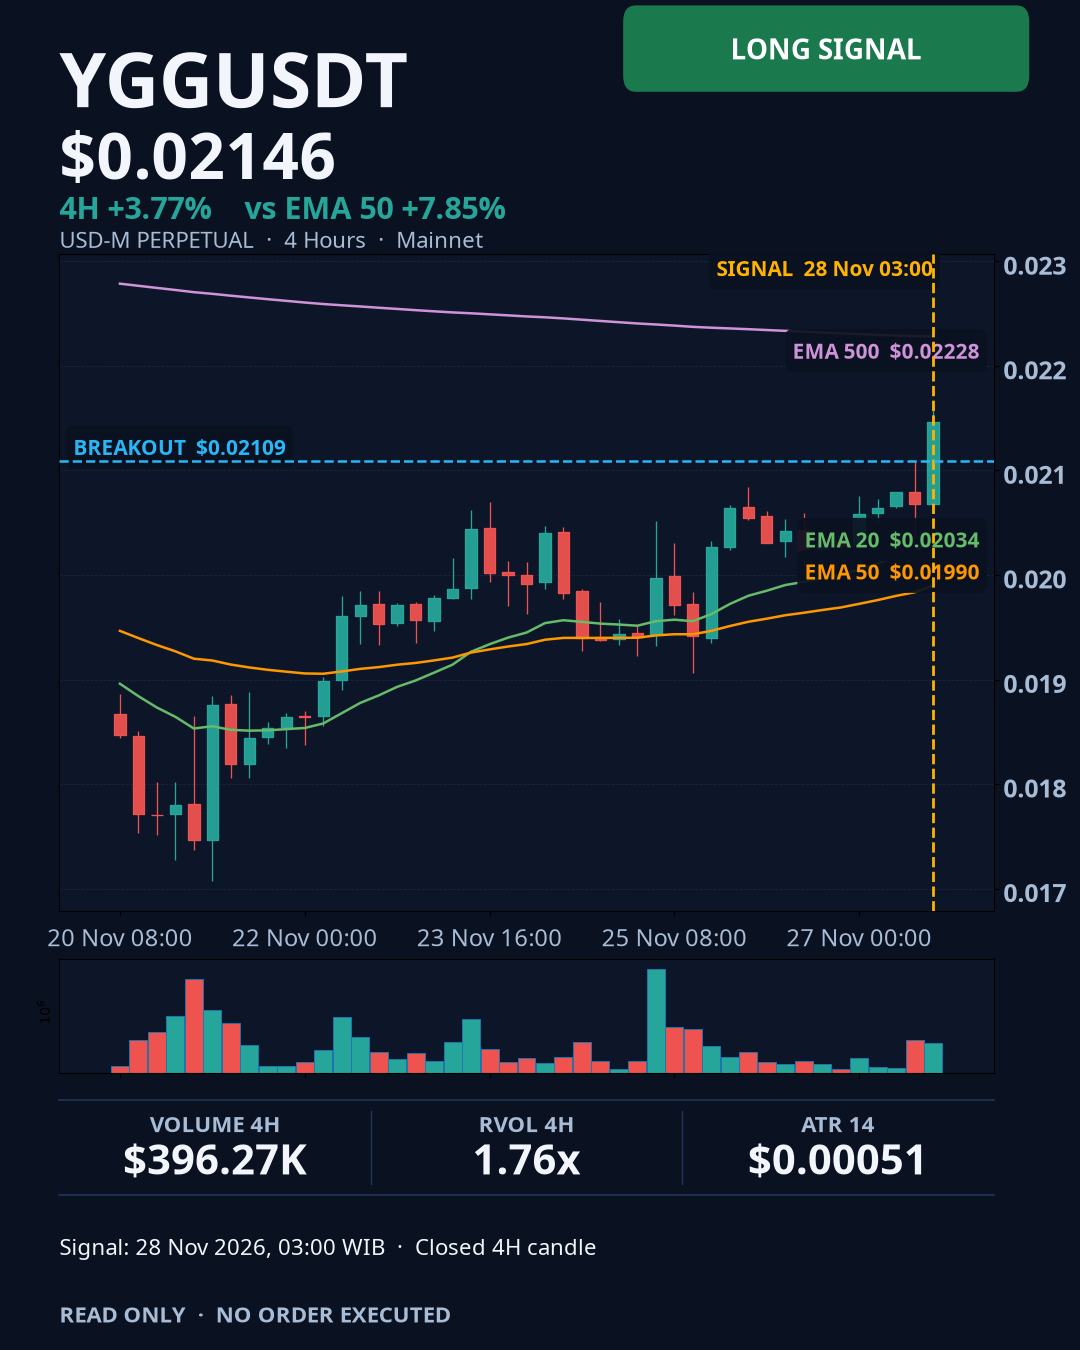 LONG SIGNAL
YGGUSDT
$0.02146
4H +3.77% vs EMA 50 +7.85%
USD-M PERPETUAL · 4 Hours · Mainnet
SIGNAL 28 Nov 03:00
0.023
EMA 500 $0.02228
0.022
BREAKOUT $0.02109
0.021
EMA 20 $0.02034
EMA 50 $0.01990
0.020
0.019
0.018
0.017
20 Nov 08:00 22 Nov 00:00 23 Nov 16:00 25 Nov 08:00 27 Nov 00:00
10⁶
VOLUME 4H RVOL 4H ATR 14
$396.27K 1.76x $0.00051
Signal: 28 Nov 2026, 03:00 WIB · Closed 4H candle
READ ONLY · NO ORDER EXECUTED